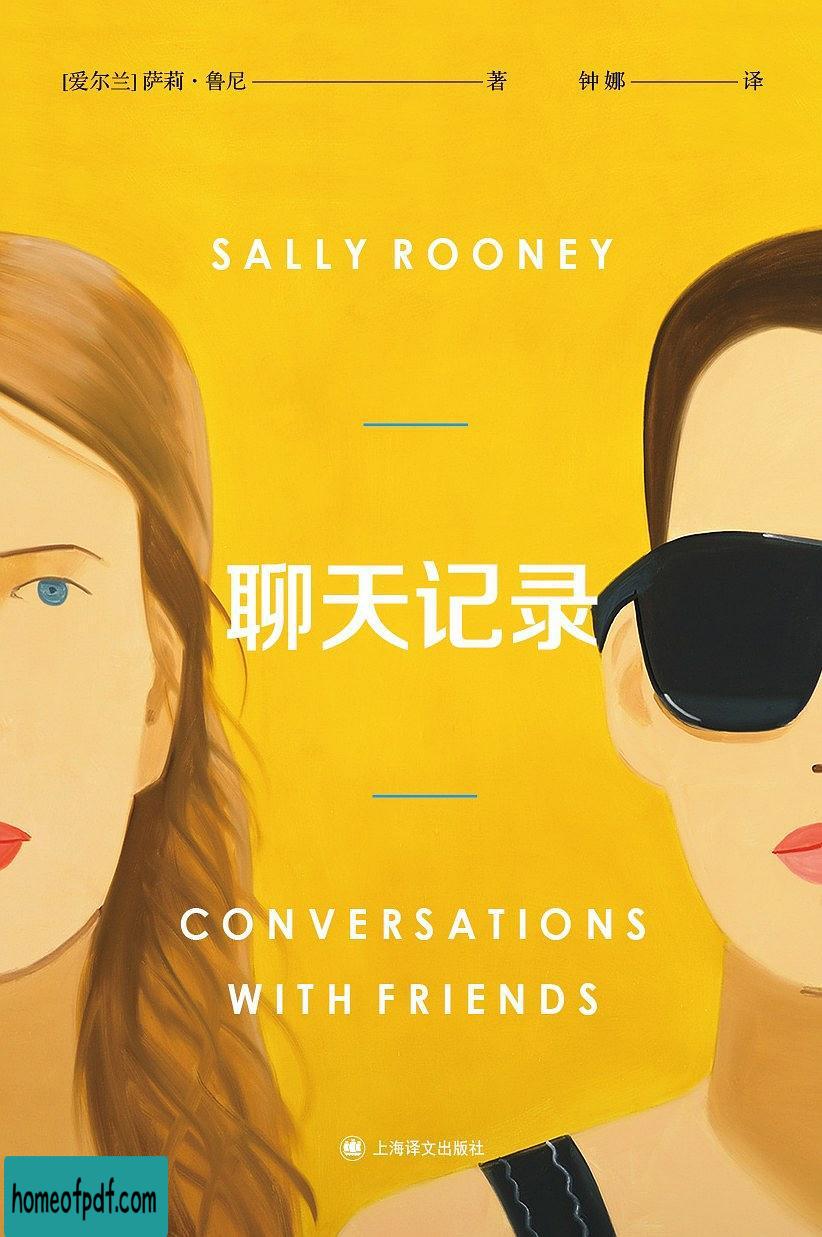 [爱尔兰] 萨莉·鲁尼 著 钟娜 译
SALLY ROONEY
聊天记录
CONVERSATIONS
WITH FRIENDS
上海译文出版社
homeofpdf.com